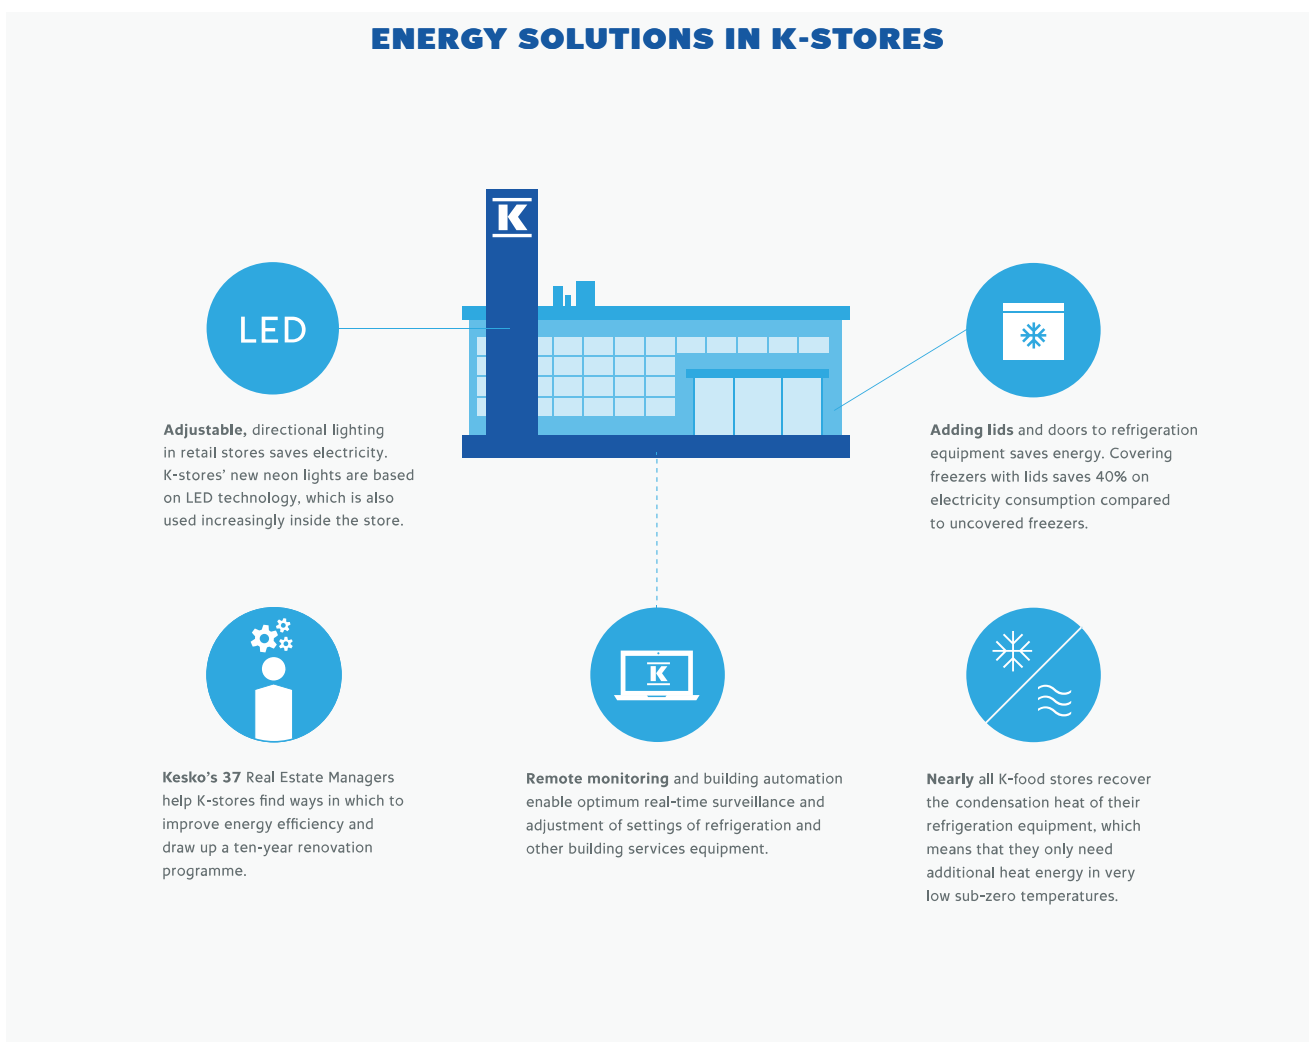 ENERGY SOLUTIONS IN K-STORES
K
LED
Adjustable, directional lighting
in retail stores saves electricity.
K-stores' new neon lights are based
on LED technology, which is also
used increasingly inside the store.
Adding lids and doors to refrigeration
equipment saves energy. Covering
freezers with lids saves 40% on
electricity consumption compared
to uncovered freezers.
K
Kesko's 37 Real Estate Managers
help K-stores find ways in which to
improve energy efficiency and
draw up a ten-year renovation
programme.
Remote monitoring and building automation
enable optimum real-time surveillance and
adjustment of settings of refrigeration and
other building services equipment.
Nearly all K-food stores recover
the condensation heat of their
refrigeration equipment, which
means that they only need
additional heat energy in very
low sub-zero temperatures.